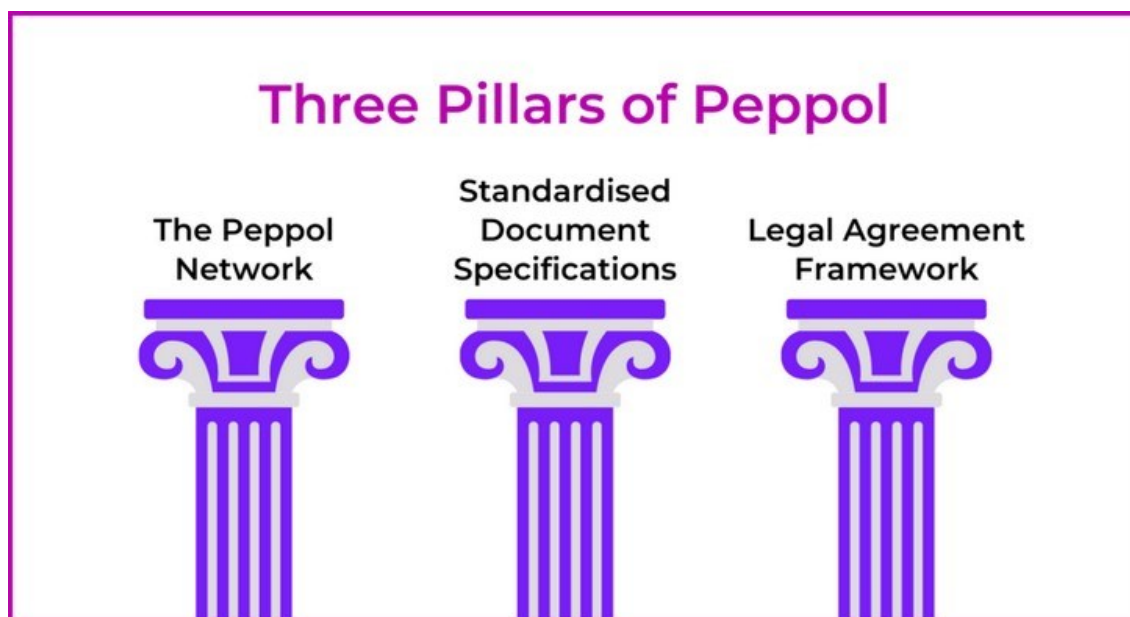 Three Pillars of Peppol
The Peppol
Network
Standardised
Document
Specifications
Legal Agreement
Framework